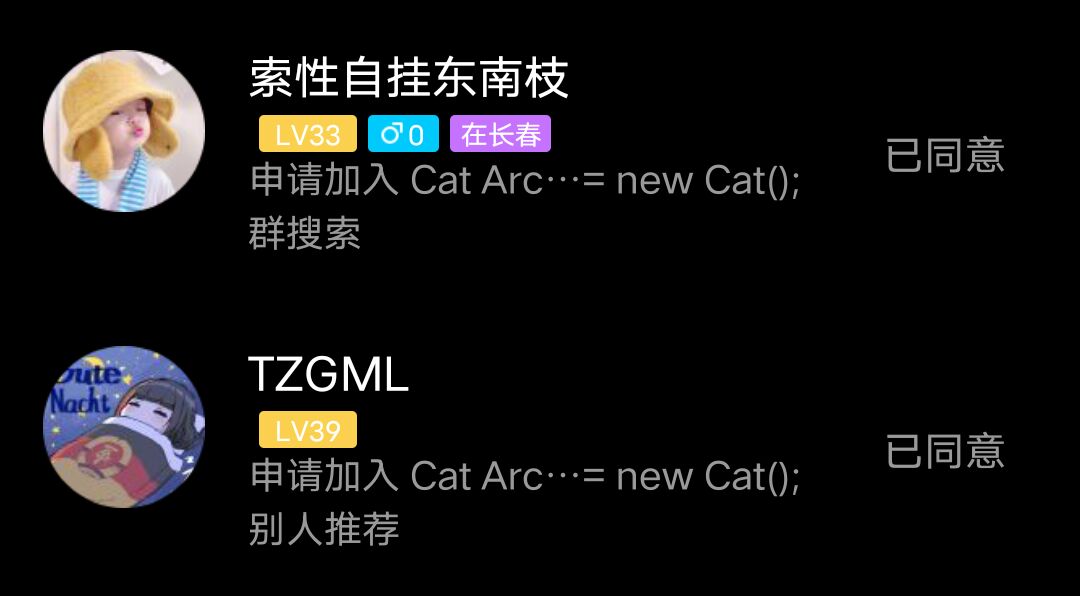 索性自挂东南枝
LV33 ♂0 在长春
申请加入 Cat Arc…= new Cat();
已同意
群搜索
TZGML
Gute
Nacht
LV39
申请加入 Cat Arc…= new Cat();
已同意
别人推荐